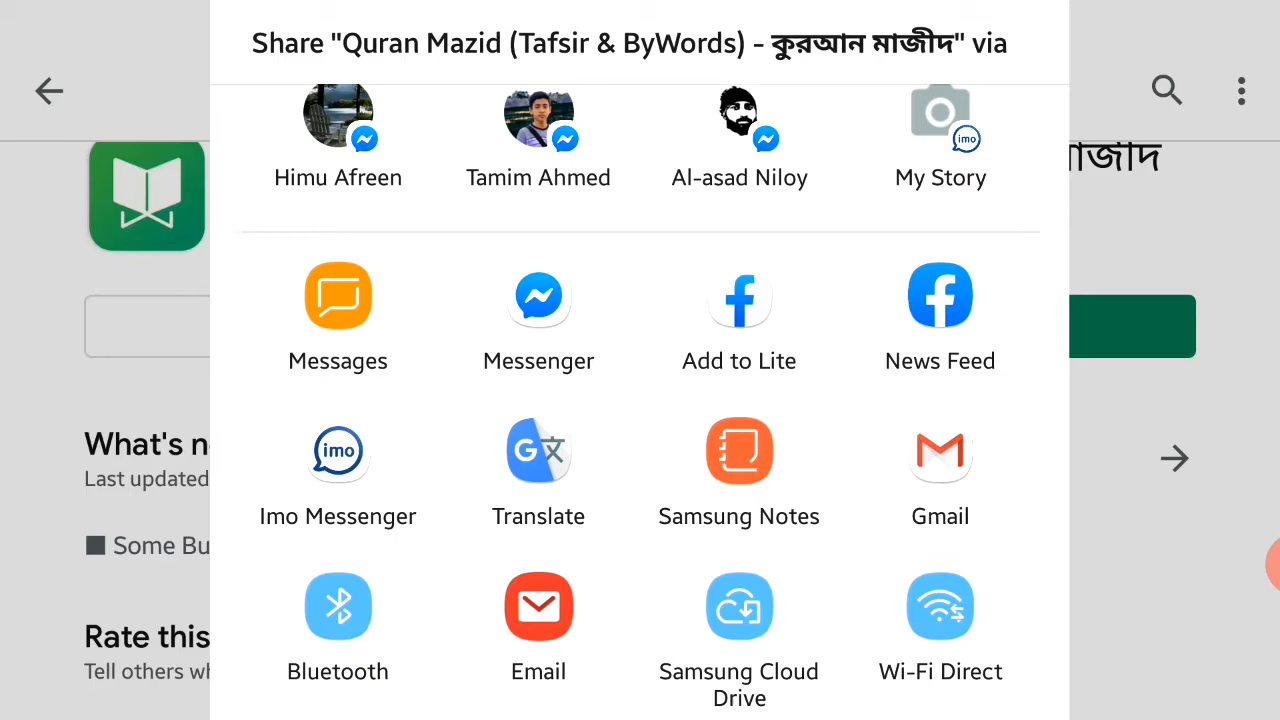 Share "Quran Mazid (Tafsir & ByWords) - কুরআন মাজীদ" via
Himu Afreen
Tamim Ahmed
Al-asad Niloy
imo
My Story
Messages
Messenger
Add to Lite
News Feed
imo
Imo Messenger
Translate
Samsung Notes
Gmail
Bluetooth
Email
Samsung Cloud
Drive
Wi-Fi Direct
What's n
Last updated
Some Bu
Rate this
Tell others wh